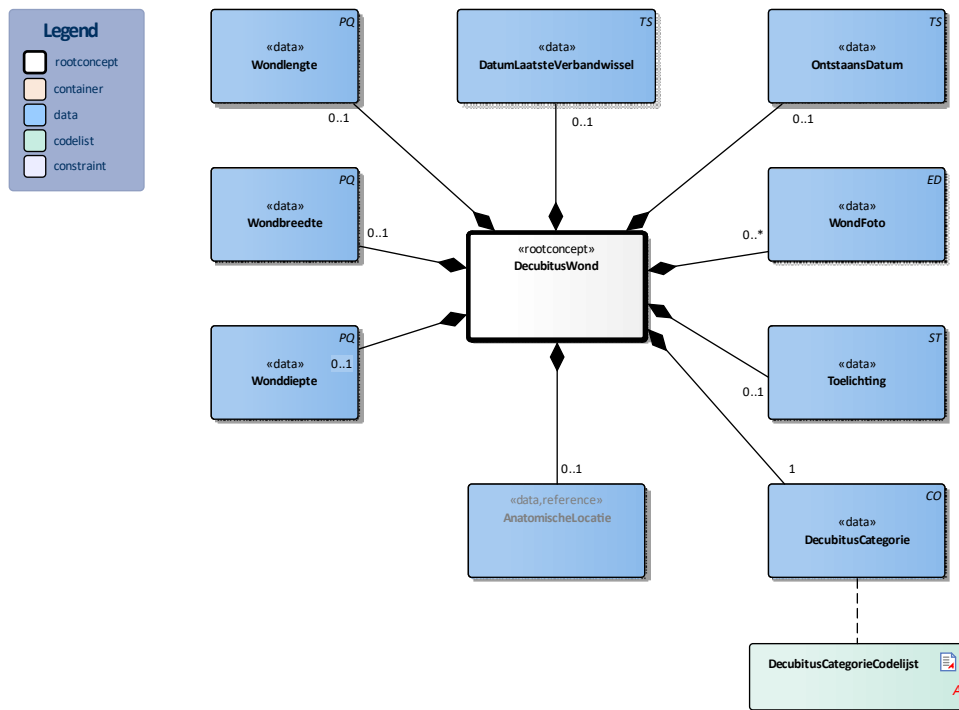 Legend
rootconcept
container
data
codelist
constraint
PQ
«data»
Wondlengte
0..1
TS
«data»
DatumLaatsteVerbandwissel
0..1
TS
«data»
OntstaansDatum
0..1
PQ
«data»
Wondbreedte
0..1
«rootconcept»
DecubitusWond
ED
«data»
WondFoto
0..*
PQ
«data»
Wonddiepte
0..1
ST
«data»
Toelichting
0..1
0..1
«data,reference»
AnatomischeLocatie
1
CO
«data»
DecubitusCategorie
DecubitusCategorieCodelijst
A